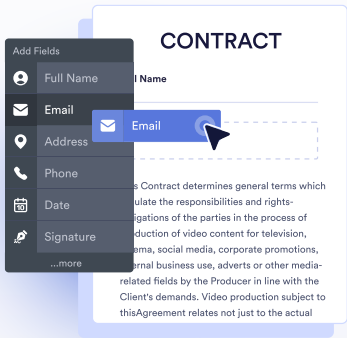 CONTRACT
Add Fields
Full Name
Email
Address
Phone
Date
10
Signature
...more
l Name
Email
s Contract determines general terms which
ulate the responsibilities and rights-
igations of the parties in the process of
duction of video content for television,
ema, social media, corporate promotions,
ernal business use, adverts or other media-
related fields by the Producer in line with the
Client's demands. Video production subject to
thisAgreement relates not just to the actual